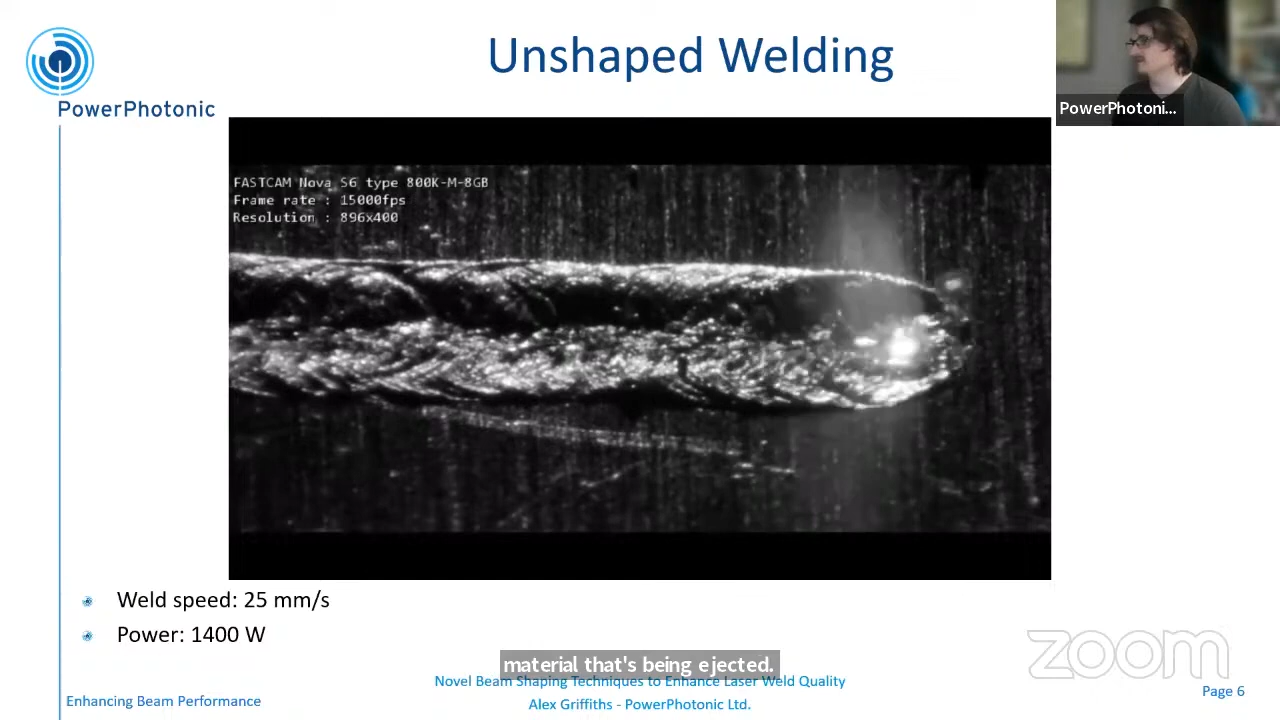 Unshaped Welding
PowerPhotonic
PowerPhotoni...
FASTCAM Nova S6 type 800K-M-8GB
Frame rate : 15000fps
Resolution : 896x400
Weld speed: 25 mm/s
Power: 1400 W
zoom
material that's being ejected.
Novel Beam Shaping Techniques to Enhance Laser Weld Quality
Enhancing Beam Performance
Alex Griffiths - PowerPhotonic Ltd.
Page 6